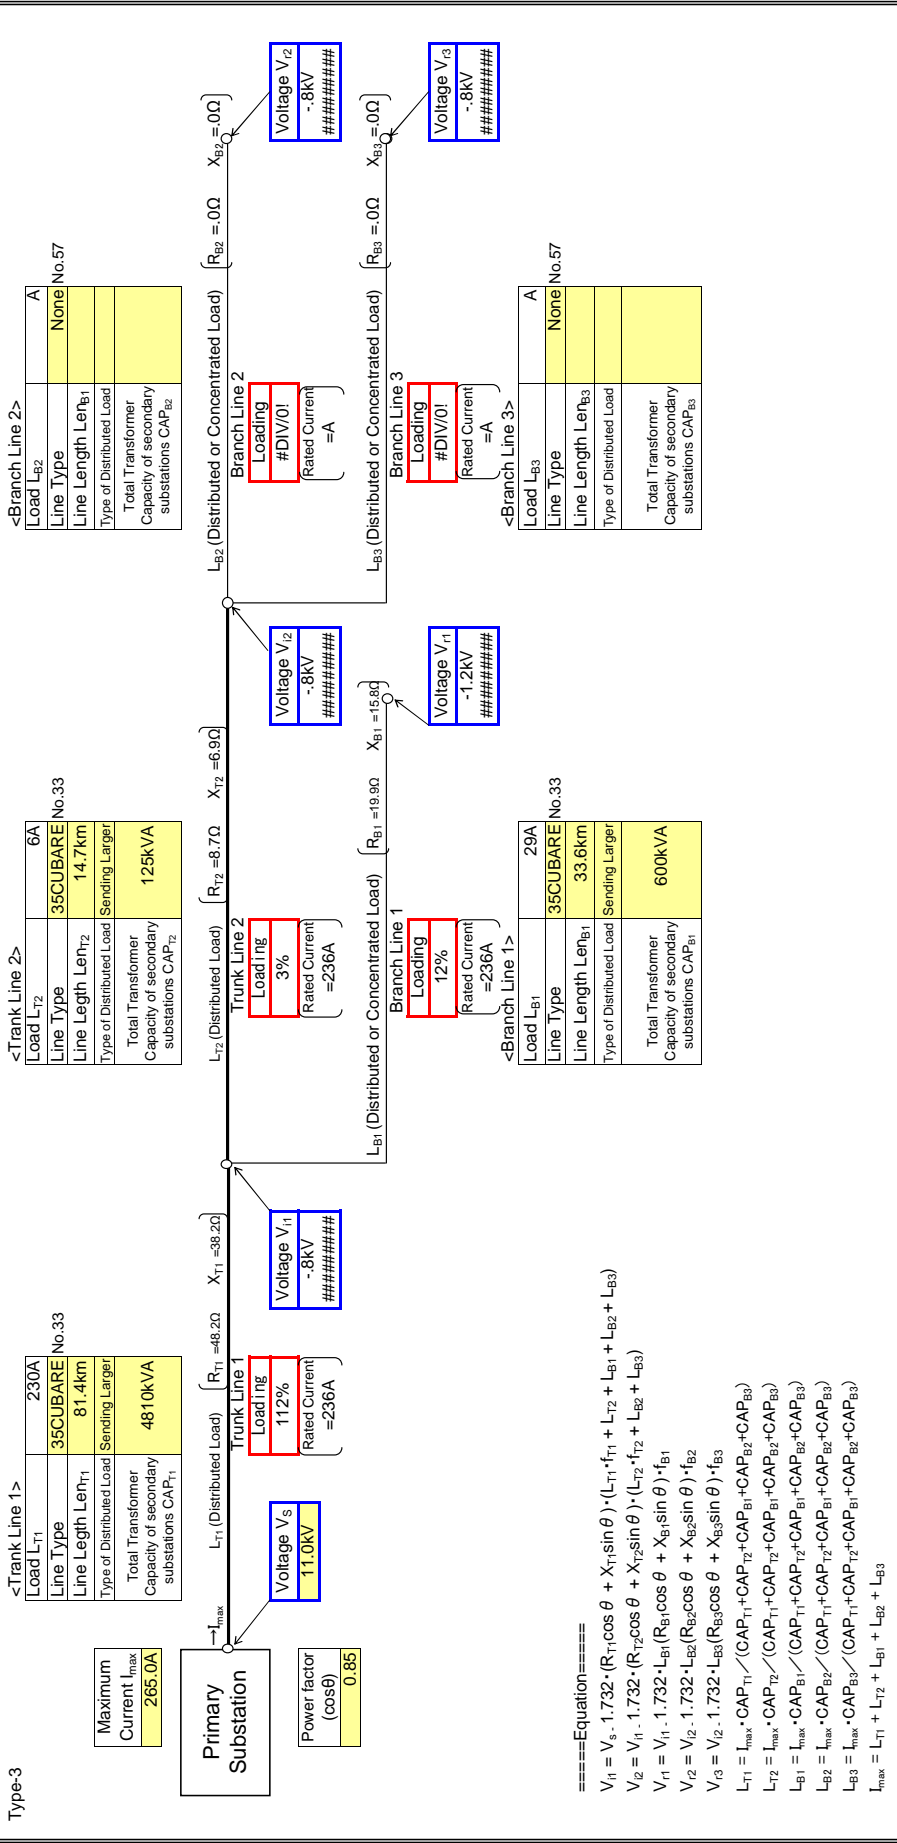 Type-3
Maximum
Current Imax
265.0A
Primary
Substation
Power factor
(cosθ)
0.85
→Imax
Voltage VS
11.0kV
<Trank Line 1>
Load LT1 230A
Line Type 35CUBARE No.33
Line Legth LenT1 81.4km
Type of Distributed Load Sending Larger
Total Transformer
Capacity of secondary
substations CAPT1
4810kVA
LT1 (Distributed Load)
RT1 =48.2Ω XT1 =38.2Ω
Trunk Line 1
Loading
112%
Rated Current
=236A
Voltage Vi1
-.8kV
##########
<Trank Line 2>
Load LT2 6A
Line Type 35CUBARE No.33
Line Legth LenT2 14.7km
Type of Distributed Load Sending Larger
Total Transformer
Capacity of secondary
substations CAPT2
125kVA
LT2 (Distributed Load)
RT2 =8.7Ω XT2 =6.9Ω
Trunk Line 2
Loading
3%
Rated Current
=236A
Voltage Vi2
-.8kV
##########
LB1 (Distributed or Concentrated Load)
RB1 =19.9Ω XB1 =15.8Ω
Branch Line 1
Loading
12%
Rated Current
=236A
Voltage Vr1
-1.2kV
##########
<Branch Line 1>
Load LB1 29A
Line Type 35CUBARE No.33
Line Length LenB1 33.6km
Type of Distributed Load Sending Larger
Total Transformer
Capacity of secondary
substations CAPB1
600kVA
<Branch Line 2>
Load LB2 A
Line Type None No.57
Line Length LenB1
Type of Distributed Load
Total Transformer
Capacity of secondary
substations CAPB2
LB2 (Distributed or Concentrated Load)
RB2 =.0Ω XB2 =.0Ω
Branch Line 2
Loading
#DIV/0!
Rated Current
=A
Voltage Vr2
-.8kV
##########
LB3 (Distributed or Concentrated Load)
RB3 =.0Ω XB3 =.0Ω
Branch Line 3
Loading
#DIV/0!
Rated Current
=A
Voltage Vr3
-.8kV
##########
<Branch Line 3>
Load LB3 A
Line Type None No.57
Line Length LenB3
Type of Distributed Load
Total Transformer
Capacity of secondary
substations CAPB3
=====Equation=====
Vi1 = Vs - 1.732・(RT1cos θ + XT1sin θ)・(LT1・fT1 + LT2 + LB1 + LB2 + LB3)
Vi2 = Vi1 - 1.732・(RT2cos θ + XT2sin θ)・(LT2・fT2 + LB2 + LB3)
Vr1 = Vi1 - 1.732・LB1(RB1cos θ + XB1sin θ)・fB1
Vr2 = Vi2 - 1.732・LB2(RB2cos θ + XB2sin θ)・fB2
Vr3 = Vi2 - 1.732・LB3(RB3cos θ + XB3sin θ)・fB3
LT1 = Imax・CAPT1／(CAPT1+CAPT2+CAPB1+CAPB2+CAPB3)
LT2 = Imax・CAPT2／(CAPT1+CAPT2+CAPB1+CAPB2+CAPB3)
LB1 = Imax・CAPB1／(CAPT1+CAPT2+CAPB1+CAPB2+CAPB3)
LB2 = Imax・CAPB2／(CAPT1+CAPT2+CAPB1+CAPB2+CAPB3)
LB3 = Imax・CAPB3／(CAPT1+CAPT2+CAPB1+CAPB2+CAPB3)
Imax = LT1 + LT2 + LB1 + LB2 + LB3